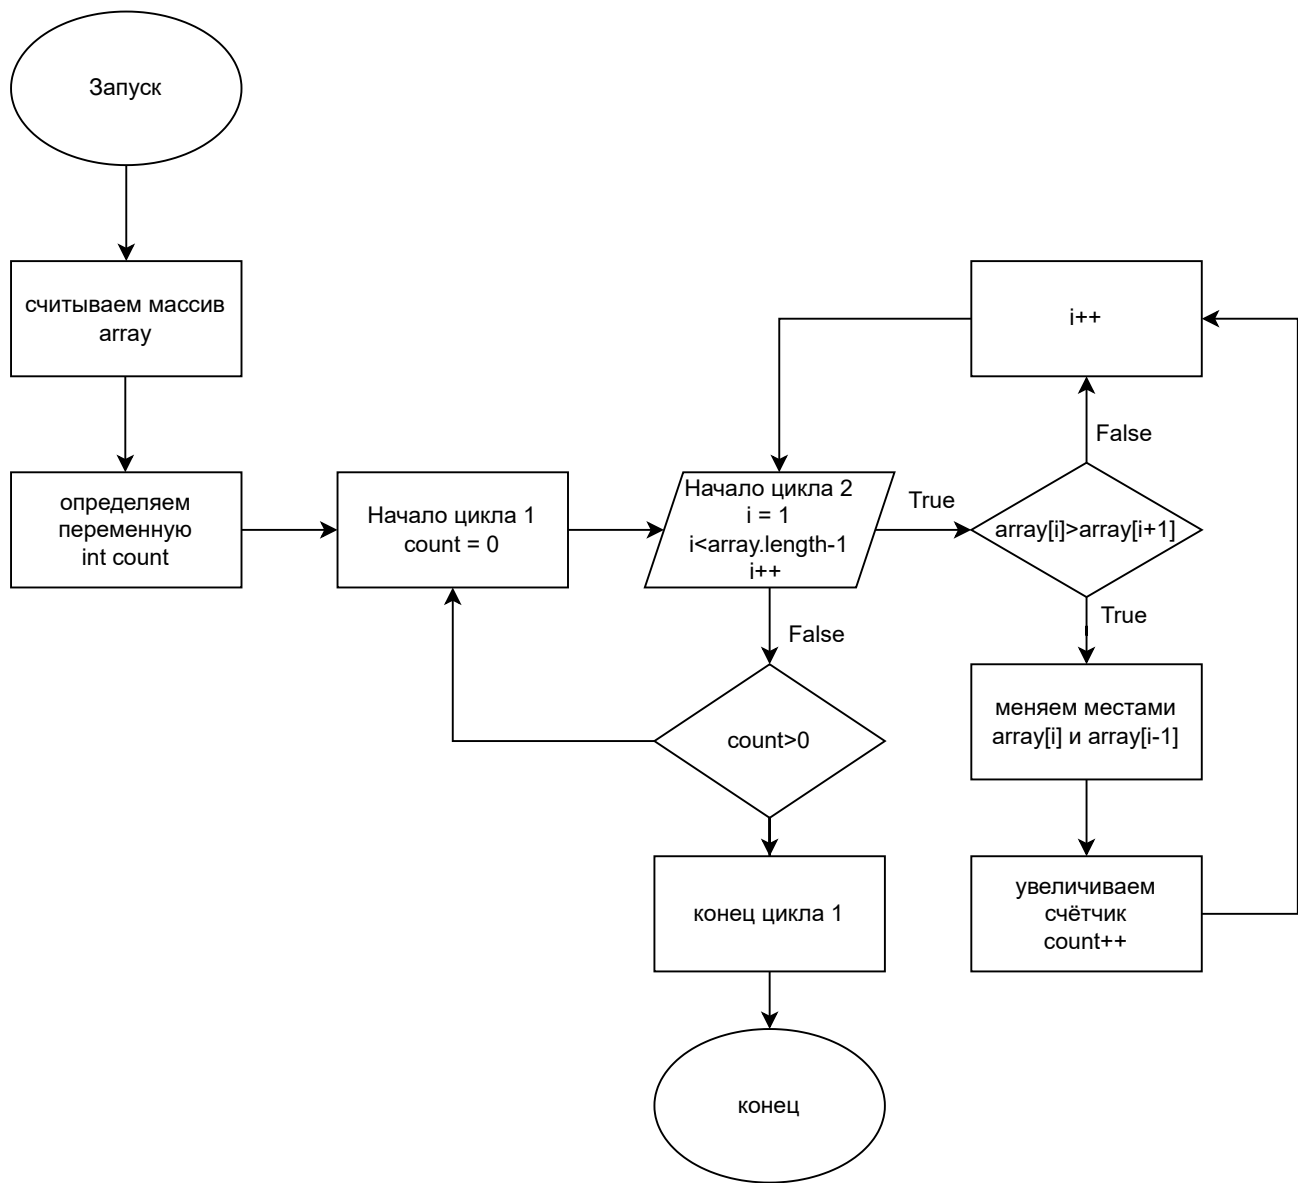 Запуск
считываем массив
array
определяем
переменную
int count
Начало цикла 1
count = 0
Начало цикла 2
i = 1
i<array.length-1
i++
True
False
array[i]>array[i+1]
False
i++
True
меняем местами
array[i] и array[i-1]
увеличиваем
счётчик
count++
count>0
конец цикла 1
конец